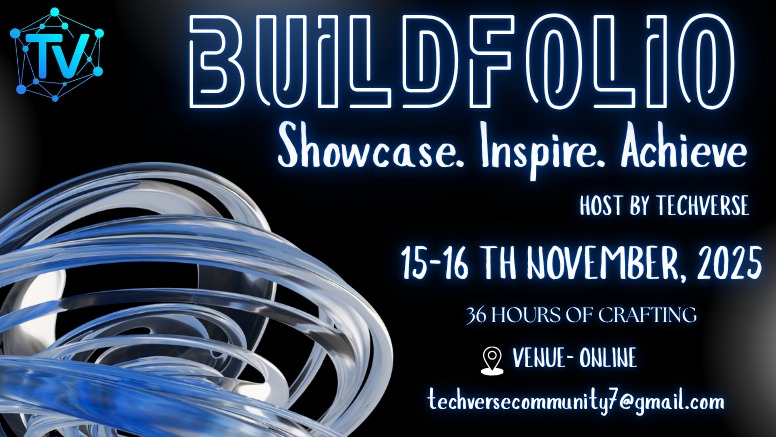 TV
BUILDFOLIO
Showcase. Inspire. Achieve
HOST BY TECHVERSE
15-16 TH NOVEMBER, 2025
36 HOURS OF CRAFTING
VENUE- ONLINE
techversecommunity7@gmail.com